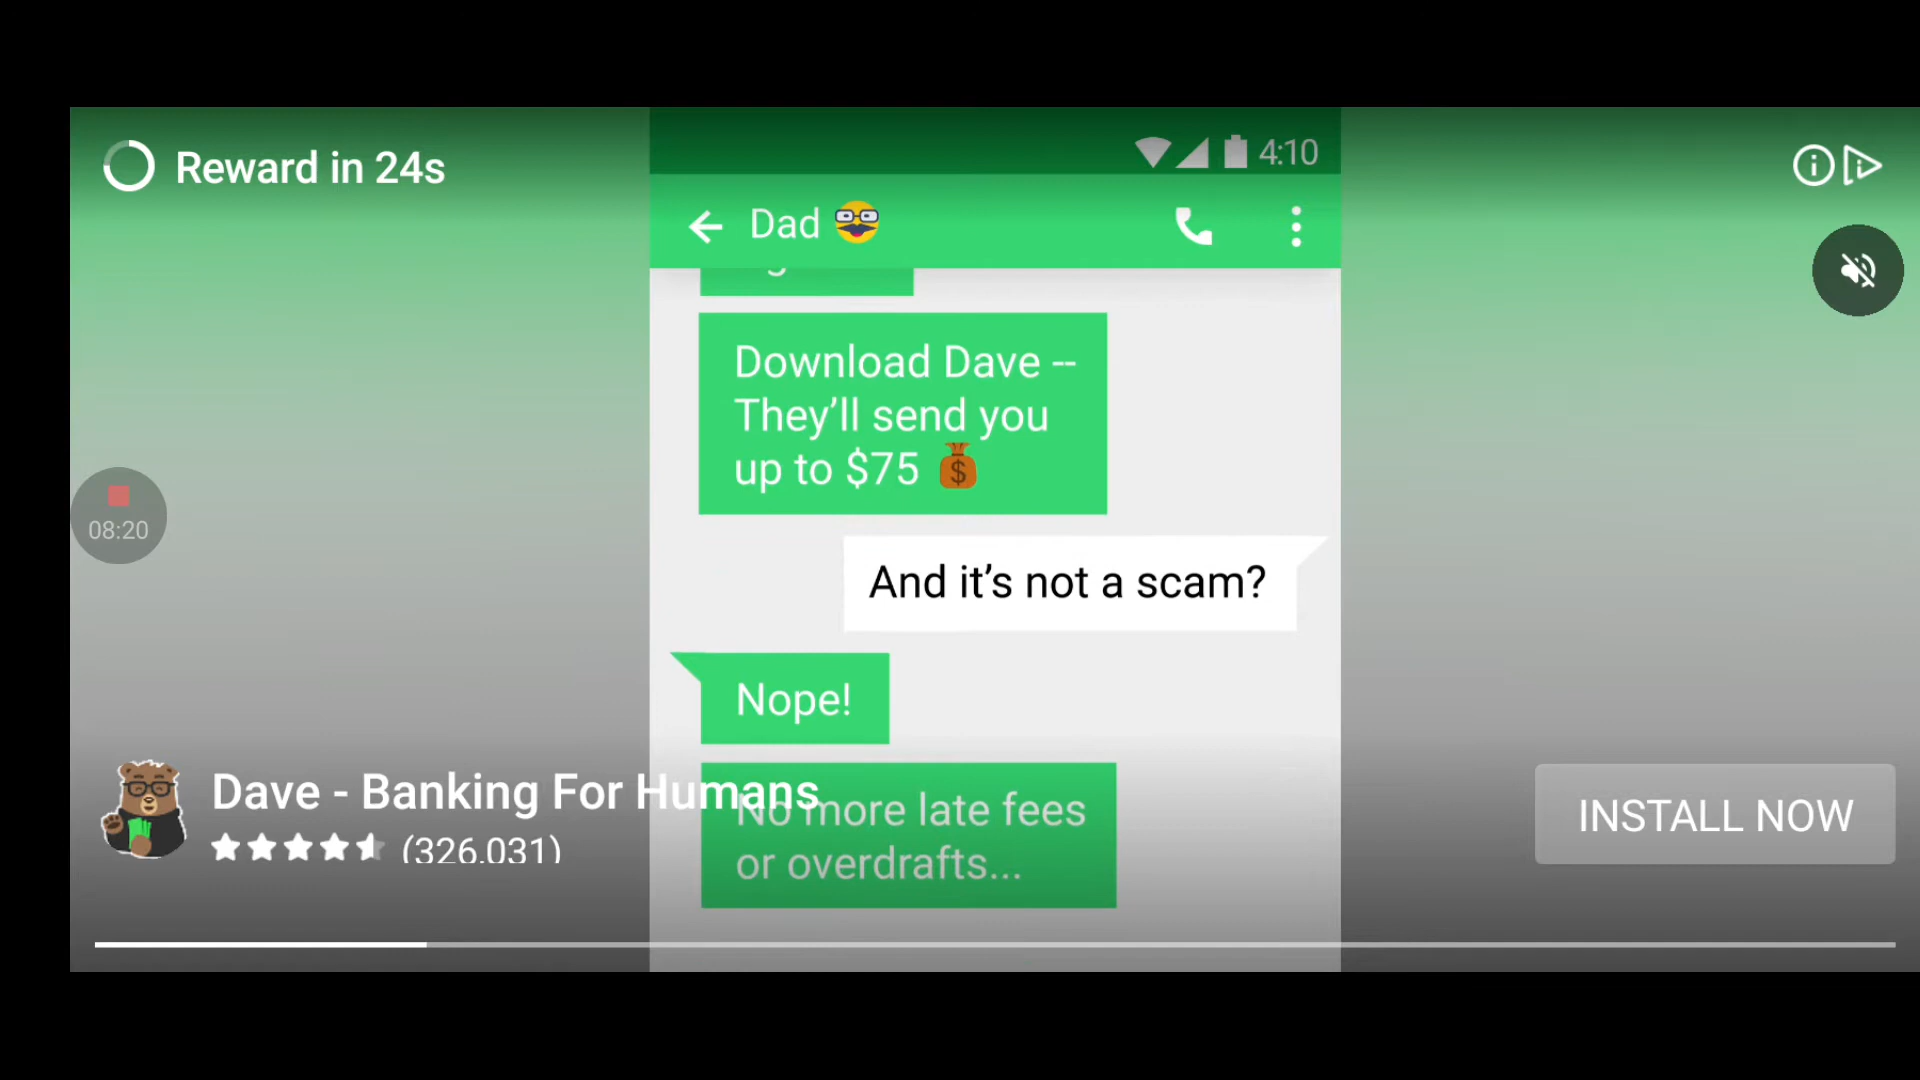 Reward in 24s
4:10
Dad
Download Dave --
They’ll send you
up to $75
And it’s not a scam?
08:20
Nope!
Dave - Banking For Humans
(326,031)
No more late fees
or overdrafts...
INSTALL NOW